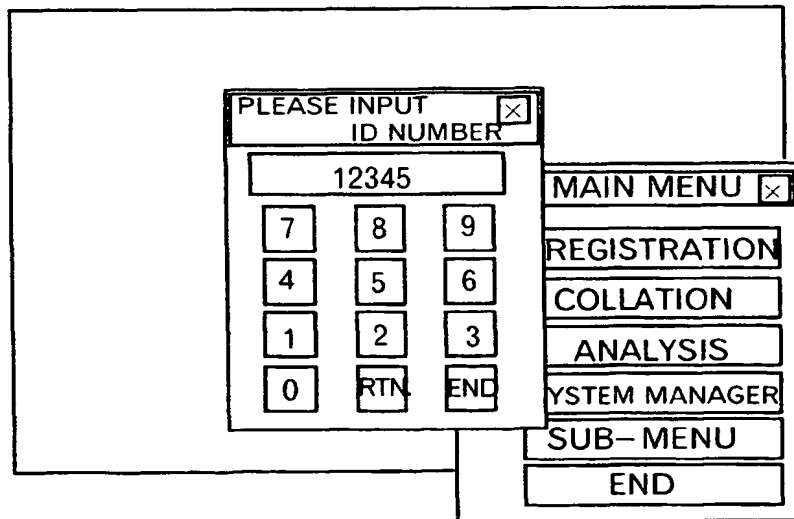 PLEASE INPUT
ID NUMBER
12345
7 8 9
4 5 6
1 2 3
0 RTN. END
MAIN MENU
REGISTRATION
COLLATION
ANALYSIS
YSTEM MANAGER
SUB-MENU
END